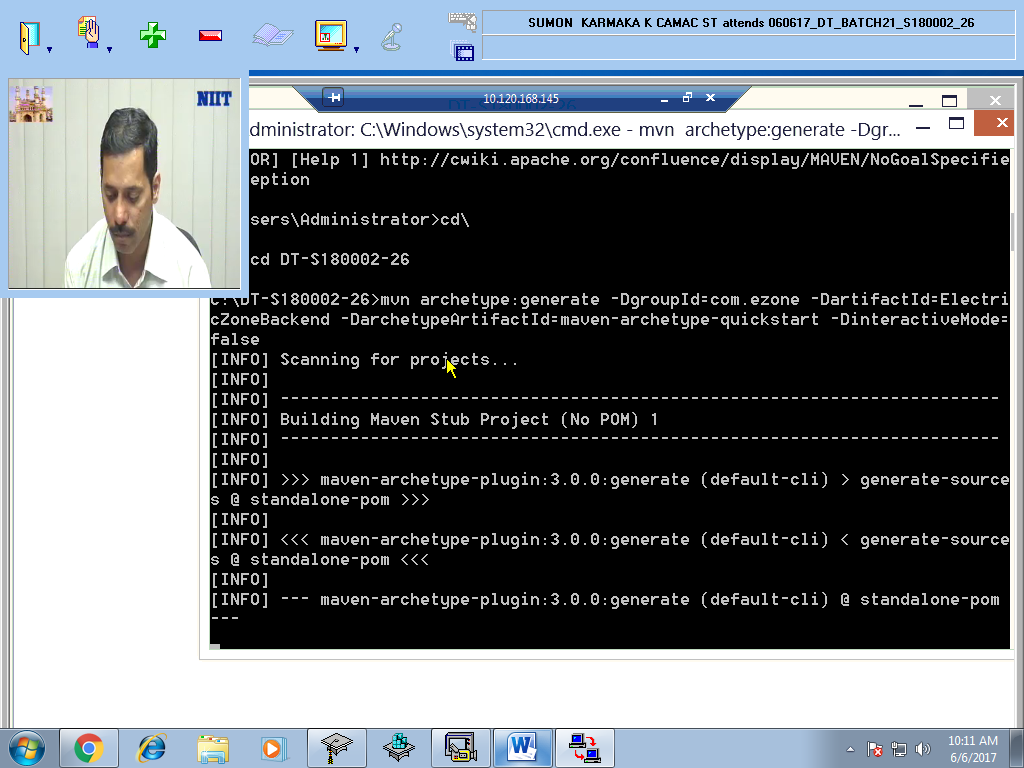 SUMON KARMAKA K CAMAC ST attends 060617_DT_BATCH21_S180002_26
NIIT
10.120.168.145
dministrator: C:\Windows\system32\cmd.exe - mvn archetype:generate -Dgr...
OR] [Help 1] http://cwiki.apache.org/confluence/display/MAVEN/NoGoalSpecifie
eption
sers\Administrator>cd\
cd DT-S180002-26
C:\DT-S180002-26>mvn archetype:generate -DgroupId=com.ezone -DartifactId=Electri
cZoneBackend -DarchetypeArtifactId=maven-archetype-quickstart -DinteractiveMode=
false
[INFO] Scanning for projects...
[INFO]
[INFO] ------------------------------------------------------------------------
[INFO] Building Maven Stub Project (No POM) 1
[INFO] ------------------------------------------------------------------------
[INFO]
[INFO] >>> maven-archetype-plugin:3.0.0:generate (default-cli) > generate-source
s @ standalone-pom >>>
[INFO]
[INFO] <<< maven-archetype-plugin:3.0.0:generate (default-cli) < generate-source
s @ standalone-pom <<<
[INFO]
[INFO] --- maven-archetype-plugin:3.0.0:generate (default-cli) @ standalone-pom
---
10:11 AM
6/6/2017